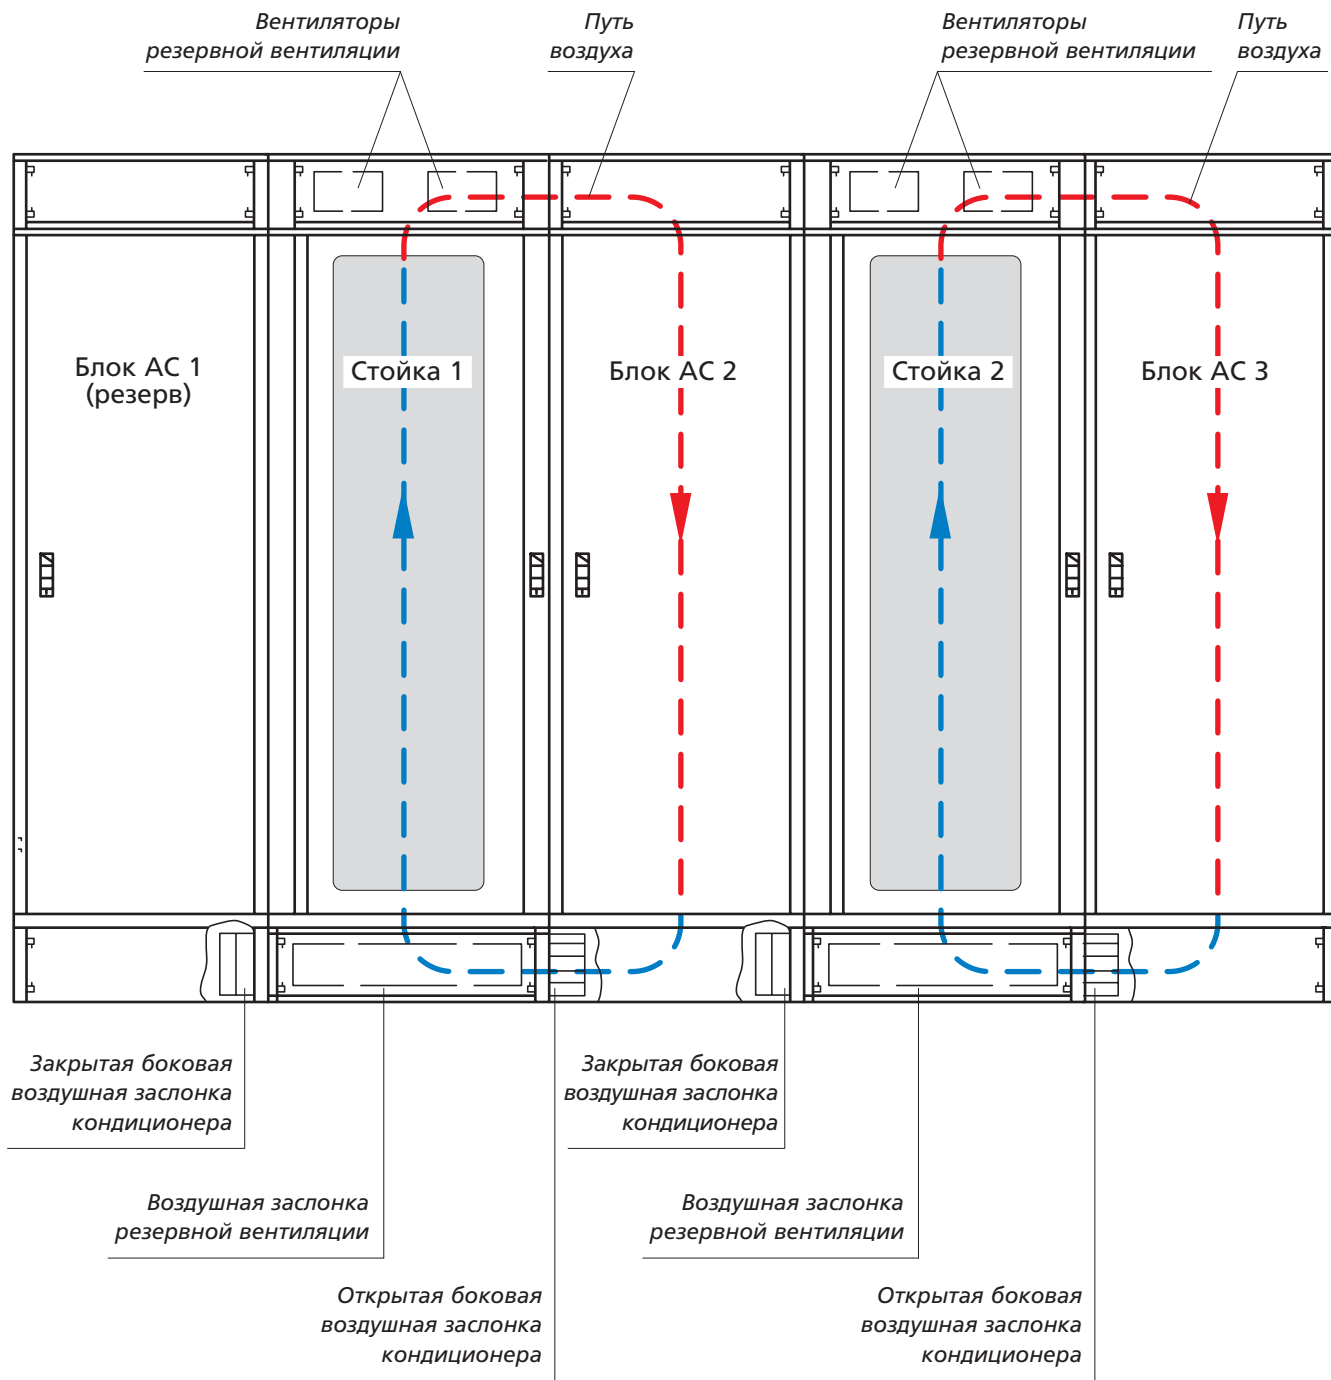 Вентиляторы
резервной вентиляции
Путь
воздуха
Вентиляторы
резервной вентиляции
Путь
воздуха
Блок АС 1
(резерв)
Стойка 1
Блок АС 2
Стойка 2
Блок АС 3
Закрытая боковая
воздушная заслонка
кондиционера
Закрытая боковая
воздушная заслонка
кондиционера
Воздушная заслонка
резервной вентиляции
Воздушная заслонка
резервной вентиляции
Открытая боковая
воздушная заслонка
кондиционера
Открытая боковая
воздушная заслонка
кондиционера